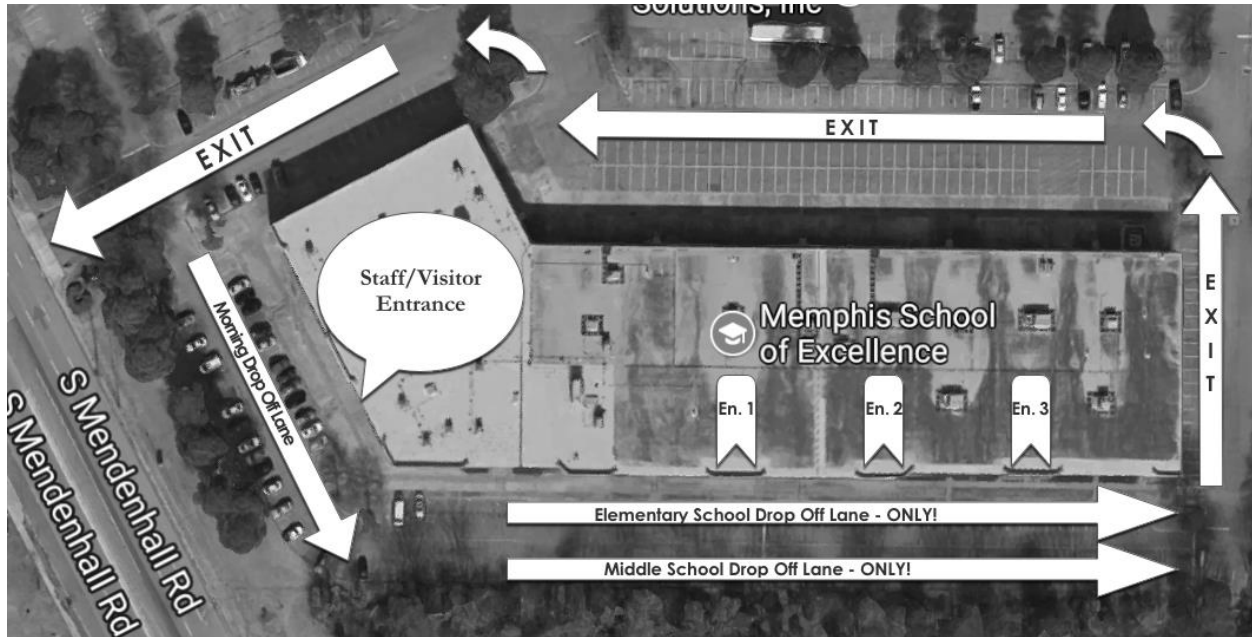 Solutions, Inc
EXIT
EXIT
Staff/Visitor
Entrance
Morning Drop Off Lane
Memphis School
of Excellence
EXIT
En. 1
En. 2
En. 3
S Mendenhall Rd
S Mendenhall Rd
Elementary School Drop Off Lane - ONLY!
Middle School Drop Off Lane - ONLY!